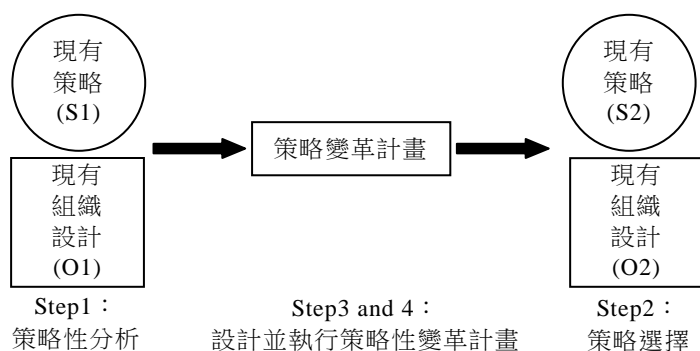 現有
策略
(S1)
現有
組織
設計
(O1)
策略變革計畫
現有
策略
(S2)
現有
組織
設計
(O2)
Step1：
策略性分析
Step3 and 4：
設計並執行策略性變革計畫
Step2：
策略選擇